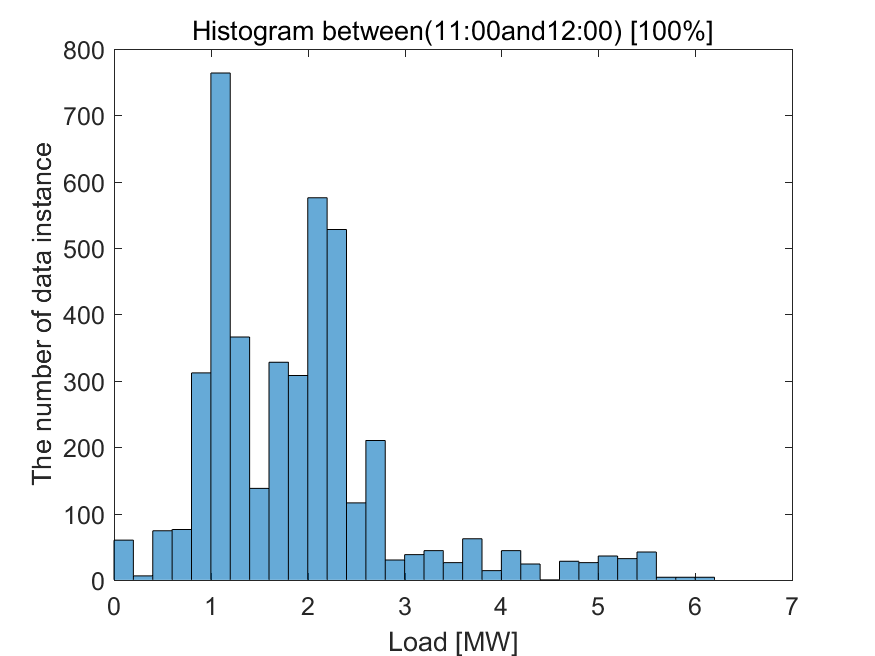 Histogram between(11:00and12:00) [100%]
The number of data instance
800
700
600
500
400
300
200
100
0
0 1 2 3 4 5 6 7
Load [MW]